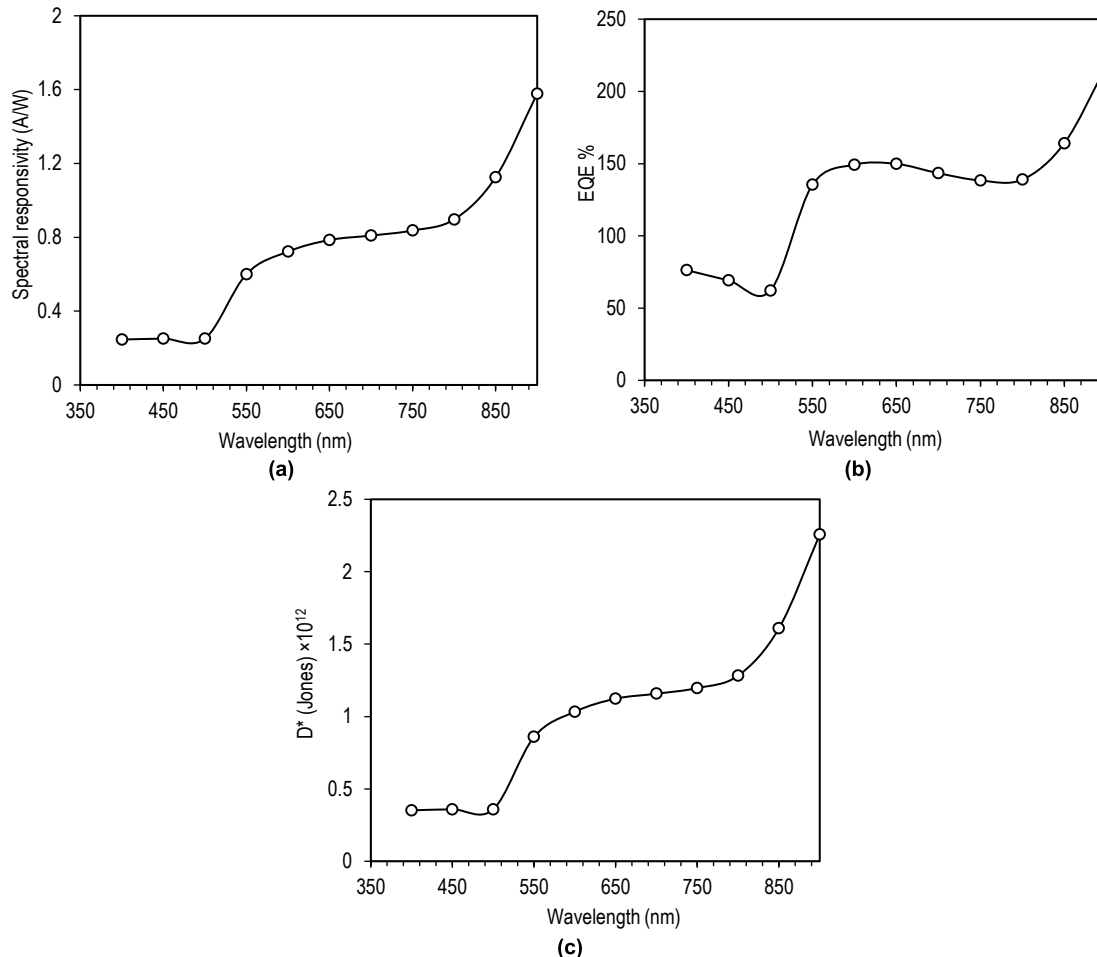 2
1.6
1.2
0.8
0.4
0
Spectral responsivity (A/W)
350 450 550 650 750 850
Wavelength (nm)
(a)
250
200
150
100
50
0
EQE %
350 450 550 650 750 850
Wavelength (nm)
(b)
2.5
2
1.5
1
0.5
0
D* (Jones) ×10¹²
350 450 550 650 750 850
Wavelength (nm)
(c)